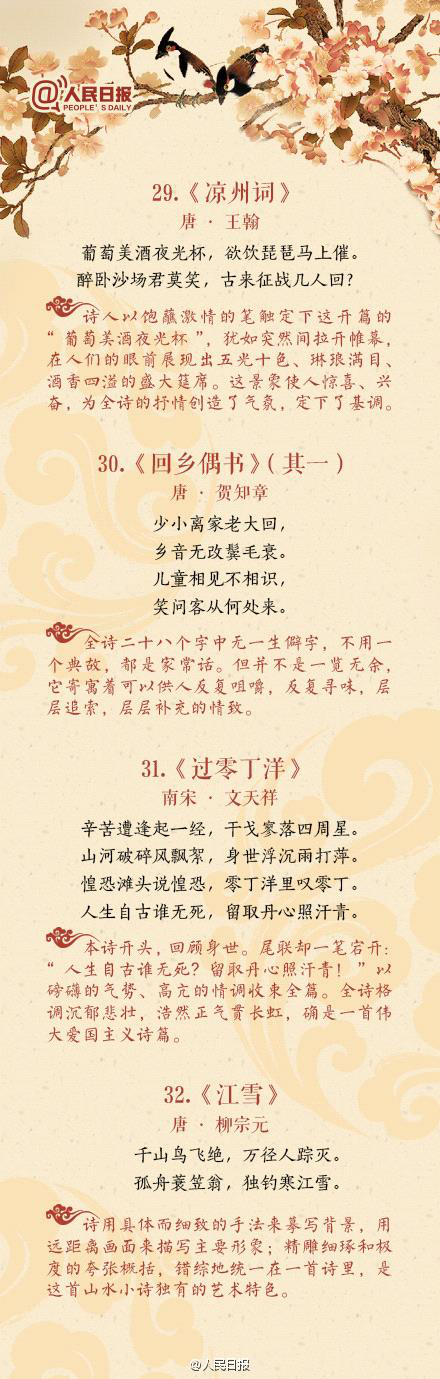 @人民日报
PEOPLE'S DAILY
29.《凉州词》
唐·王翰
葡萄美酒夜光杯，欲饮琵琶马上催。
醉卧沙场君莫笑，古来征战几人回？
诗人以饱蘸激情的笔触定下这开篇的
“葡萄美酒夜光杯”，犹如突然间拉开帷幕，
在人们的眼前展现出五光十色、琳琅满目、
酒香四溢的盛大筵席。这景象使人惊喜、兴
奋，为全诗的抒情创造了气氛，定下了基调。
30.《回乡偶书》（其一）
唐·贺知章
少小离家老大回，
乡音无改鬓毛衰。
儿童相见不相识，
笑问客从何处来。
全诗二十八个字中无一生僻字，不用一
个典故，都是家常话。但并不是一览无余，
它寄寓着可以供人反复咀嚼，反复寻味，层
层追索，层层补充的情致。
31.《过零丁洋》
南宋·文天祥
辛苦遭逢起一经，干戈寥落四周星。
山河破碎风飘絮，身世浮沉雨打萍。
惶恐滩头说惶恐，零丁洋里叹零丁。
人生自古谁无死，留取丹心照汗青。
本诗开头，回顾身世。尾联却一笔宕开：
“人生自古谁无死？留取丹心照汗青！”以
磅礴的气势、高亢的情调收束全篇。全诗格
调沉郁悲壮，浩然正气贯长虹，确是一首伟
大爱国主义诗篇。
32.《江雪》
唐·柳宗元
千山鸟飞绝，万径人踪灭。
孤舟蓑笠翁，独钓寒江雪。
诗用具体而细致的手法来摹写背景，用
远距离画面来描写主要形象；精雕细琢和极
度的夸张概括，错综地统一在一首诗里，是
这首山水小诗独有的艺术特色。
@人民日报